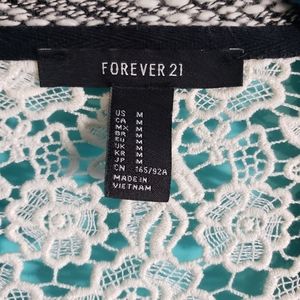 FOREVER 21
US M
CA M
MX M
BR M
EU M
UK M
KR M
JP M
CN 165/92A
MADE IN
VIETNAM